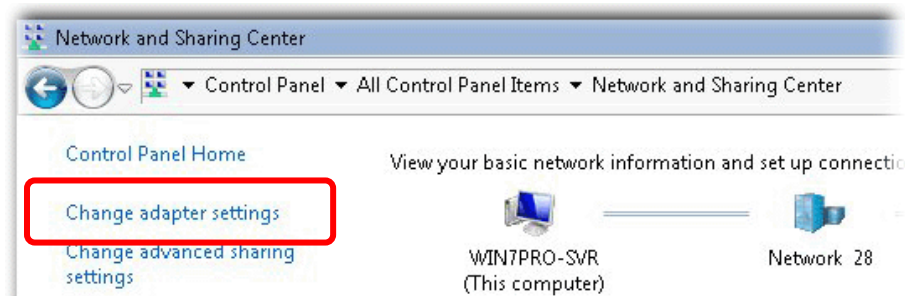 Network and Sharing Center
Control Panel All Control Panel Items Network and Sharing Center
Control Panel Home
View your basic network information and set up
Change adapter settings
Change advanced sharing
settings
WIN7PRO-SVR
(This computer)
Network 28